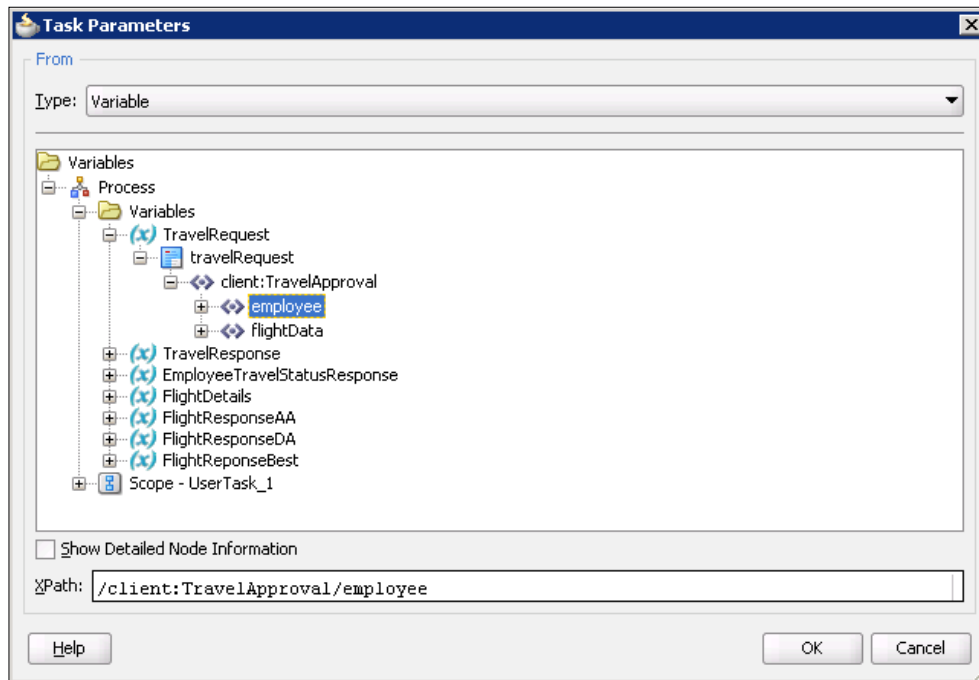 Task Parameters
From
Type: Variable
Variables
Process
Variables
TravelRequest
travelRequest
client:TravelApproval
employee
flightData
TravelResponse
EmployeeTravelStatusResponse
FlightDetails
FlightResponseAA
FlightResponseDA
FlightReponseBest
Scope - UserTask_1
Show Detailed Node Information
XPath: /client:TravelApproval/employee
Help OK Cancel